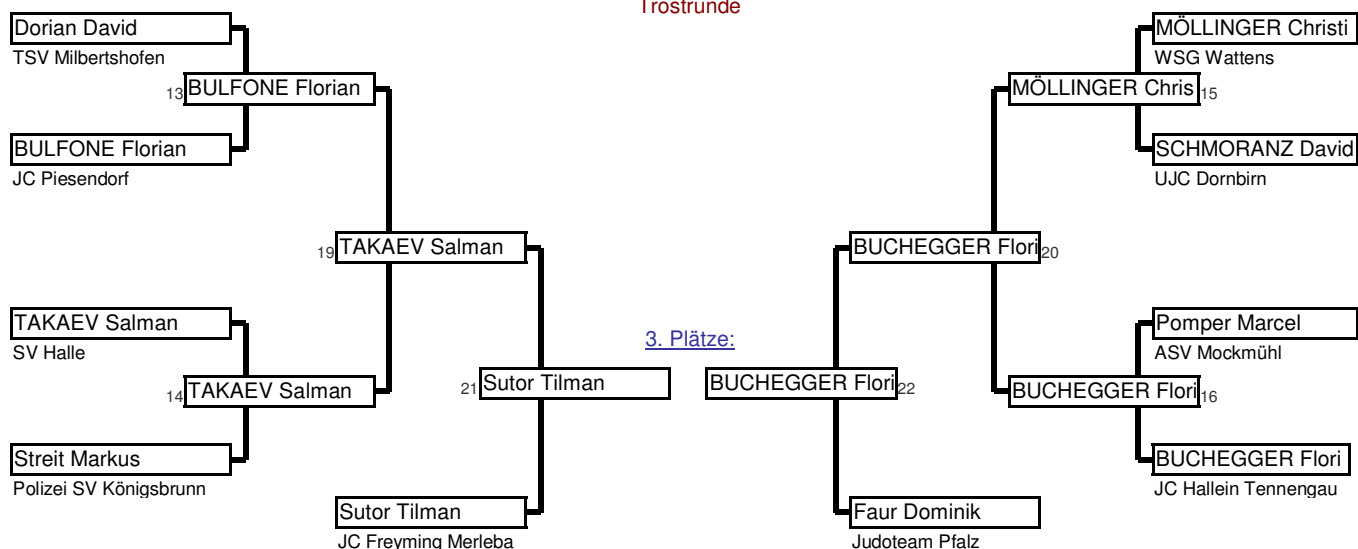 Trostrunde
Dorian David
TSV Milbertshofen
13 BULFONE Florian
BULFONE Florian
JC Piesendorf
19 TAKAEV Salman
TAKAEV Salman
SV Halle
14 TAKAEV Salman
Streit Markus
Polizei SV Königsbrunn
21 Sutor Tilman
Sutor Tilman
JC Freyming Merleba
3. Plätze:
MÖLLINGER Christi
WSG Wattens
MÖLLINGER Chris 15
SCHMORANZ David
UJC Dornbirn
BUCHEGGER Flori 20
Pomper Marcel
ASV Mockmühl
BUCHEGGER Flori 16
BUCHEGGER Flori
JC Hallein Tennengau
BUCHEGGER Flori 22
Faur Dominik
Judoteam Pfalz